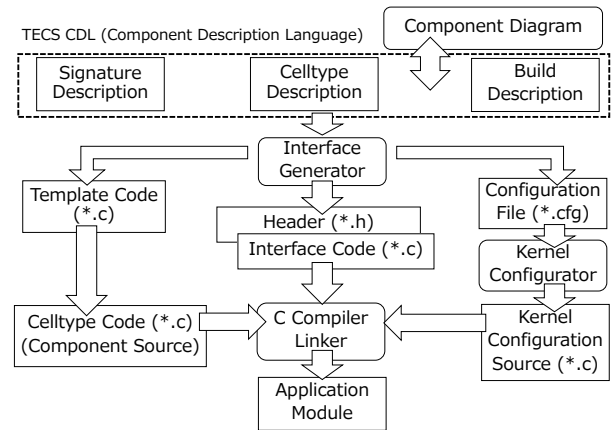 TECS CDL (Component Description Language)
Component Diagram
Signature
Description
Celltype
Description
Build
Description
Interface
Generator
Template Code
(*.c)
Header (*.h)
Interface Code (*.c)
Configuration
File (*.cfg)
Kernel
Configurator
Celltype Code (*.c)
(Component Source)
C Compiler
Linker
Kernel
Configuration
Source (*.c)
Application
Module